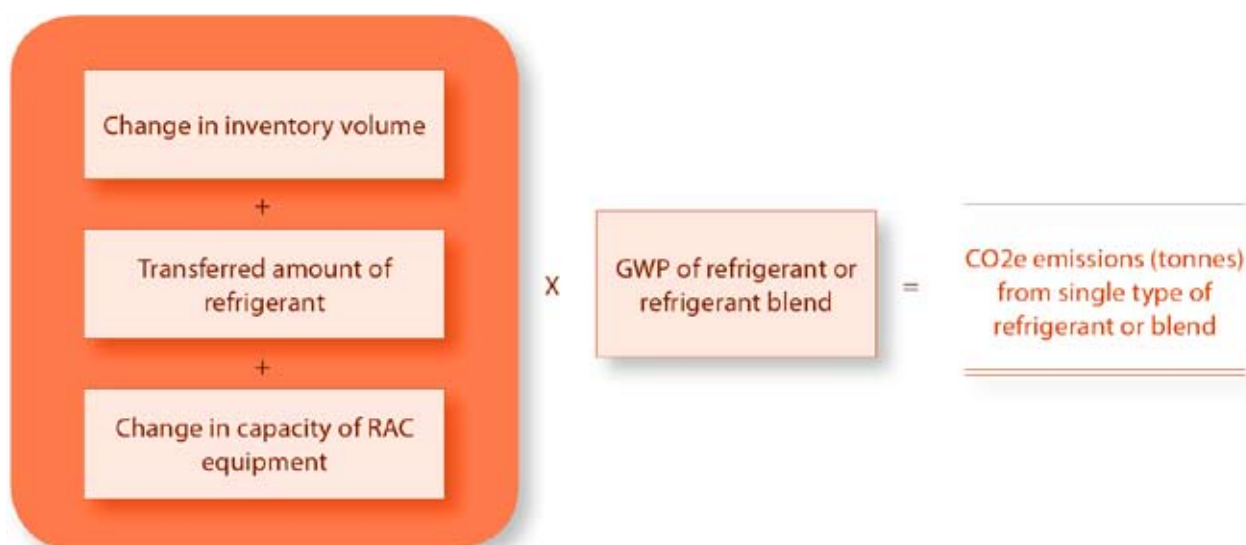 Change in inventory volume
+
Transferred amount of
refrigerant
+
Change in capacity of RAC
equipment
X
GWP of refrigerant or
refrigerant blend
=
CO2e emissions (tonnes)
from single type of
refrigerant or blend